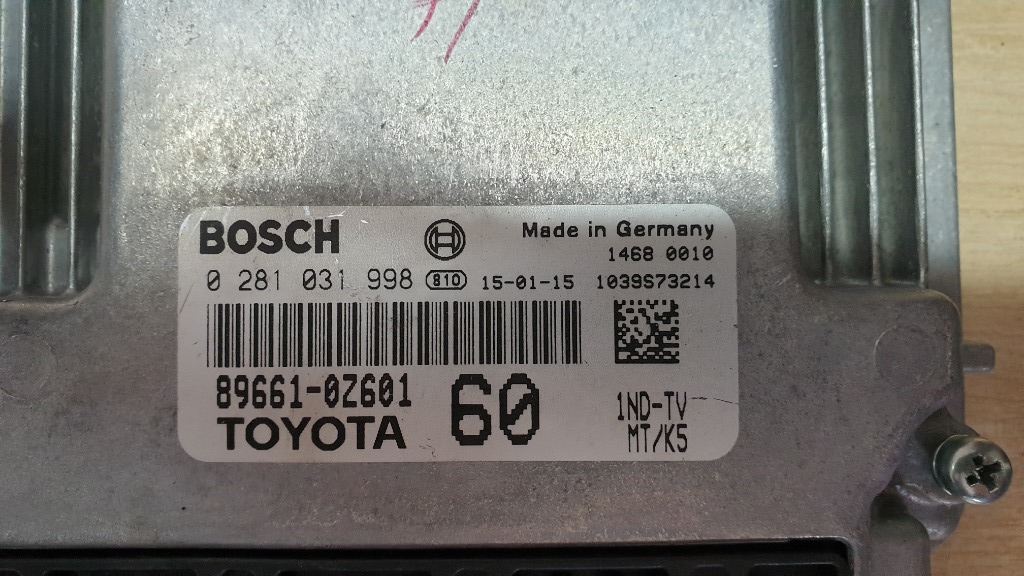 BOSCH
Made in Germany
1468 0010
0 281 031 998 810 15-01-15 1039S73214
89661-0Z601 60 1ND-TV
TOYOTA MT/K5